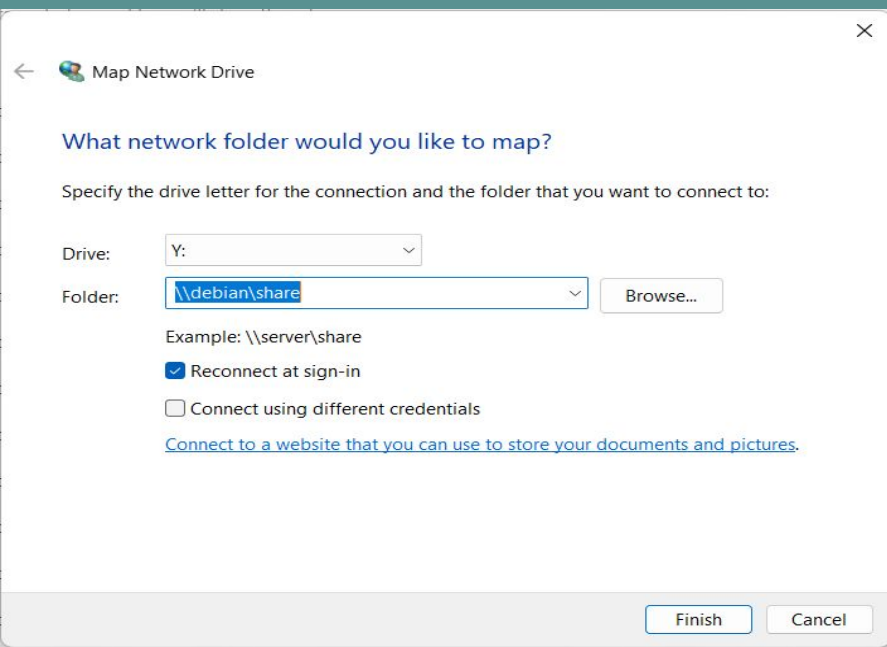 Map Network Drive
What network folder would you like to map?
Specify the drive letter for the connection and the folder that you want to connect to:
Drive: Y:
Folder: \\debian\share Browse...
Example: \\server\share
Reconnect at sign-in
Connect using different credentials
Connect to a website that you can use to store your documents and pictures.
Finish Cancel